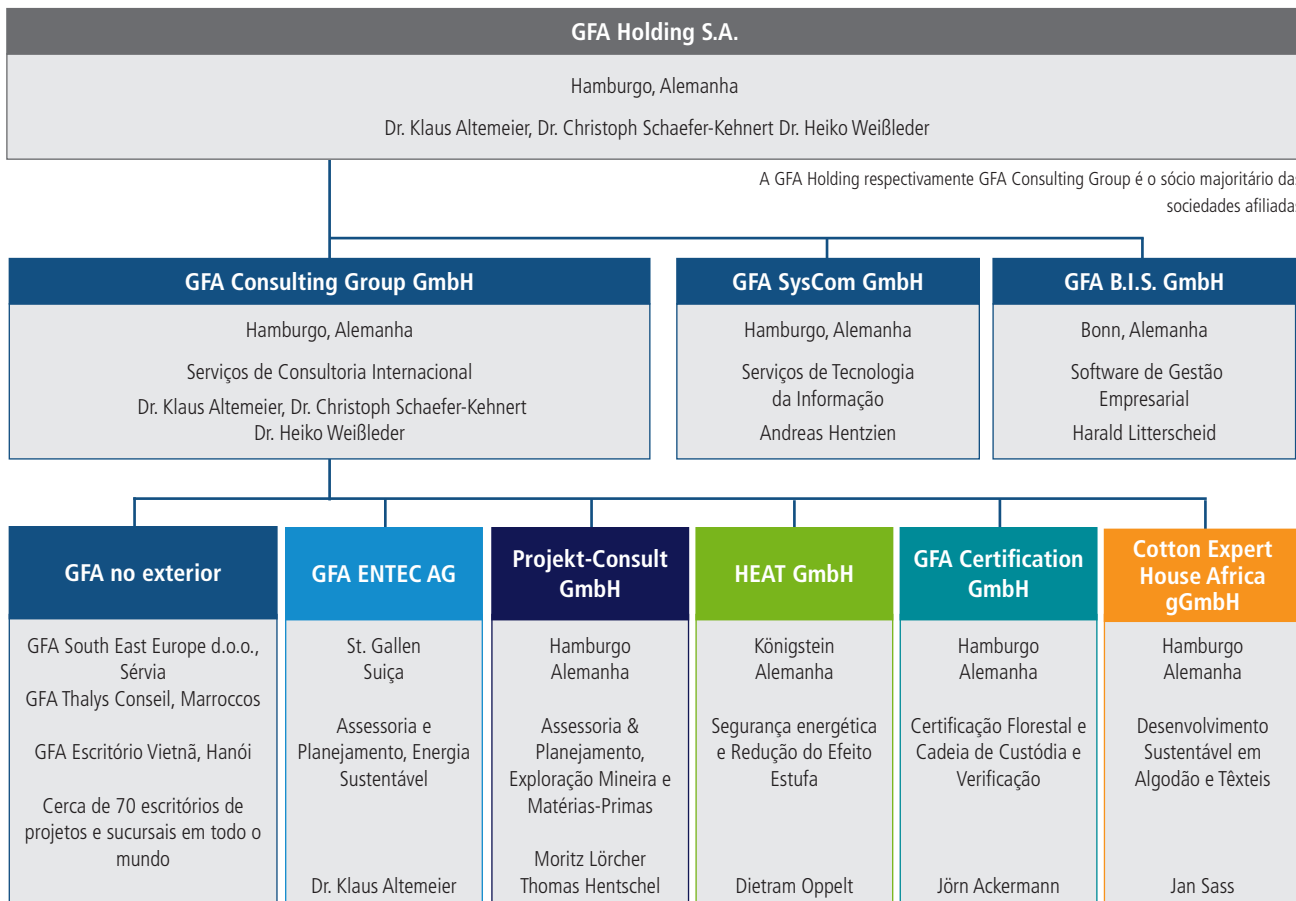 GFA Holding S.A.
Hamburgo, Alemanha
Dr. Klaus Altemeier, Dr. Christoph Schaefer-Kehnert Dr. Heiko Weißleder
A GFA Holding respectivamente GFA Consulting Group é o sócio majoritário das
sociedades afiliadas
GFA Consulting Group GmbH
Hamburgo, Alemanha
Serviços de Consultoria Internacional
Dr. Klaus Altemeier, Dr. Christoph Schaefer-Kehnert
Dr. Heiko Weißleder
GFA SysCom GmbH
Hamburgo, Alemanha
Serviços de Tecnologia
da Informação
Andreas Hentzien
GFA B.I.S. GmbH
Bonn, Alemanha
Software de Gestão
Empresarial
Harald Litterscheid
GFA no exterior
GFA South East Europe d.o.o.,
Sérvia
GFA Thalys Conseil, Marroccos
GFA Escritório Vietnã, Hanói
Cerca de 70 escritórios de
projetos e sucursais em todo o
mundo
GFA ENTEC AG
St. Gallen
Suiça
Assessoria e
Planejamento, Energia
Sustentável
Dr. Klaus Altemeier
Projekt-Consult
GmbH
Hamburgo
Alemanha
Assessoria &
Planejamento,
Exploração Mineira e
Matérias-Primas
Moritz Lörcher
Thomas Hentschel
HEAT GmbH
Königstein
Alemanha
Segurança energética
e Redução do Efeito
Estufa
Dietram Oppelt
GFA Certification
GmbH
Hamburgo
Alemanha
Certificação Florestal e
Cadeia de Custódia e
Verificação
Jörn Ackermann
Cotton Expert
House Africa
gGmbH
Hamburgo
Alemanha
Desenvolvimento
Sustentável em
Algodão e Têxteis
Jan Sass